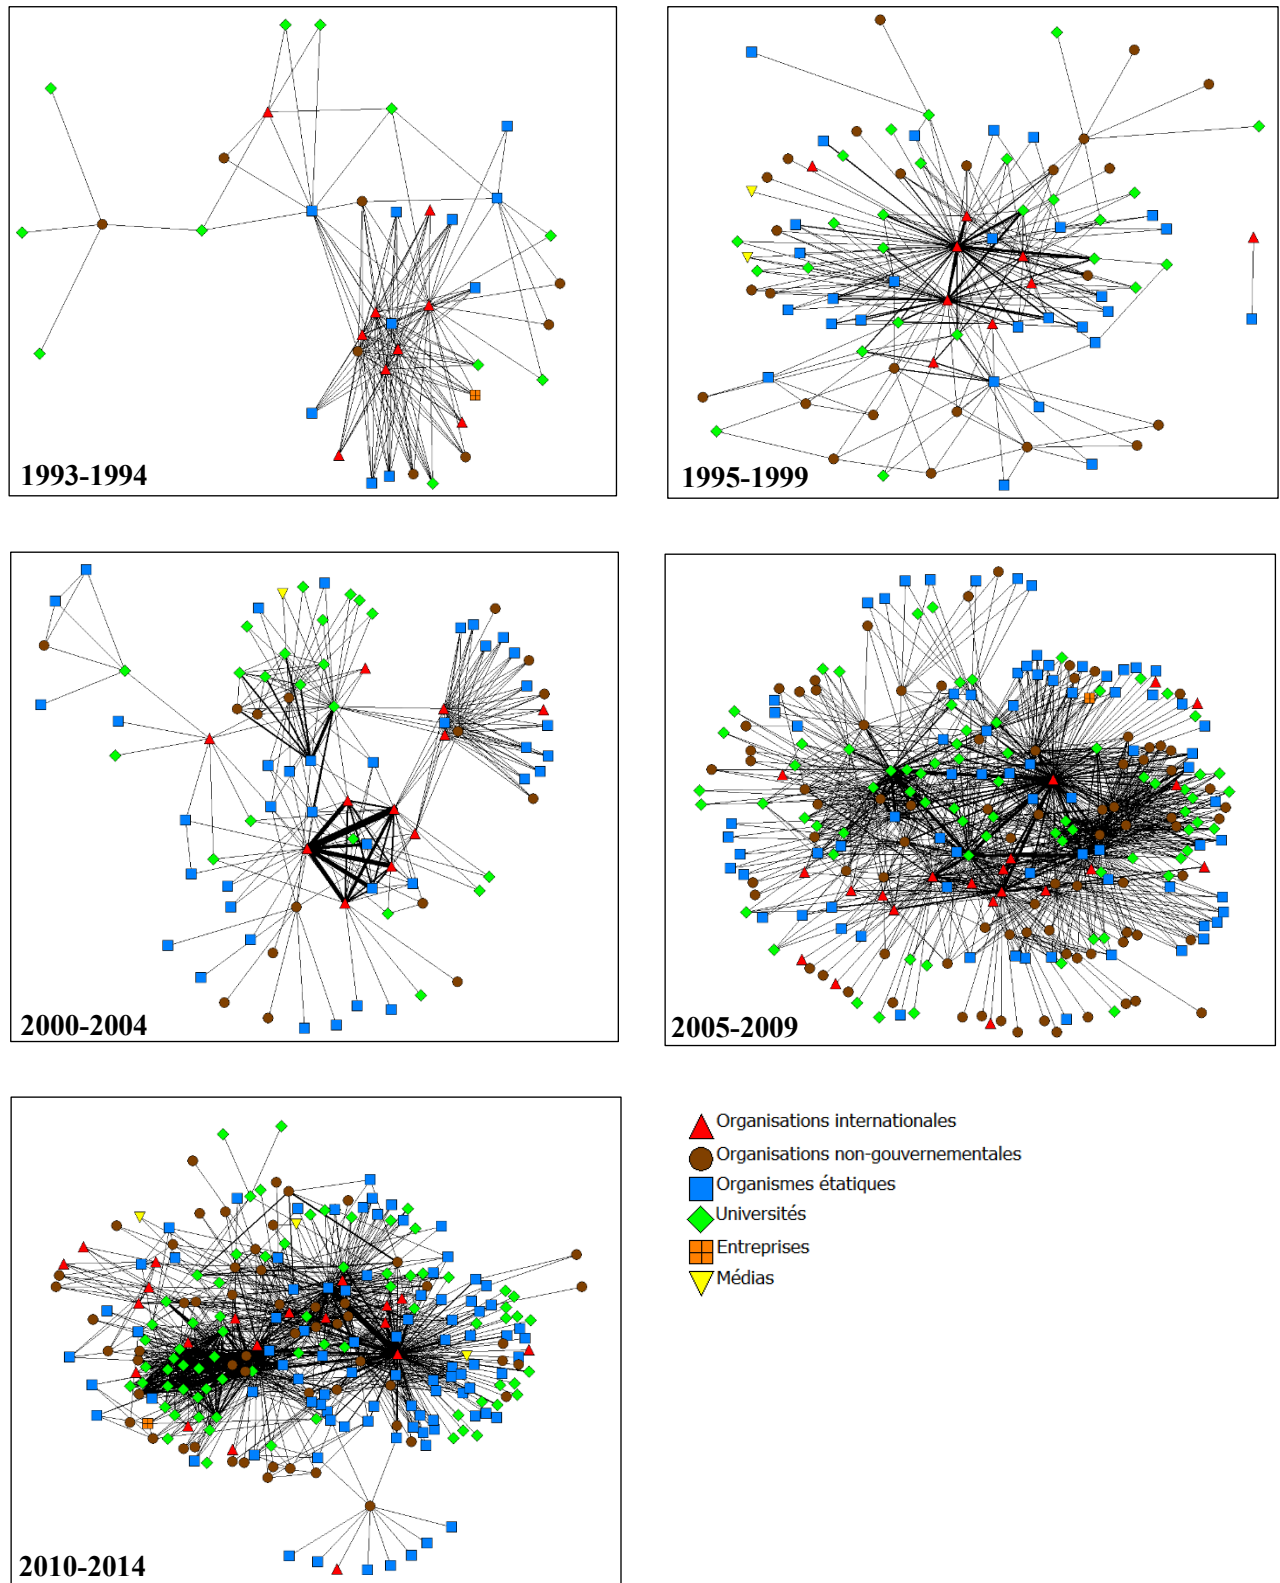 1993-1994
1995-1999
2000-2004
2005-2009
2010-2014
Organisations internationales
Organisations non-gouvernementales
Organismes étatiques
Universités
Entreprises
Médias